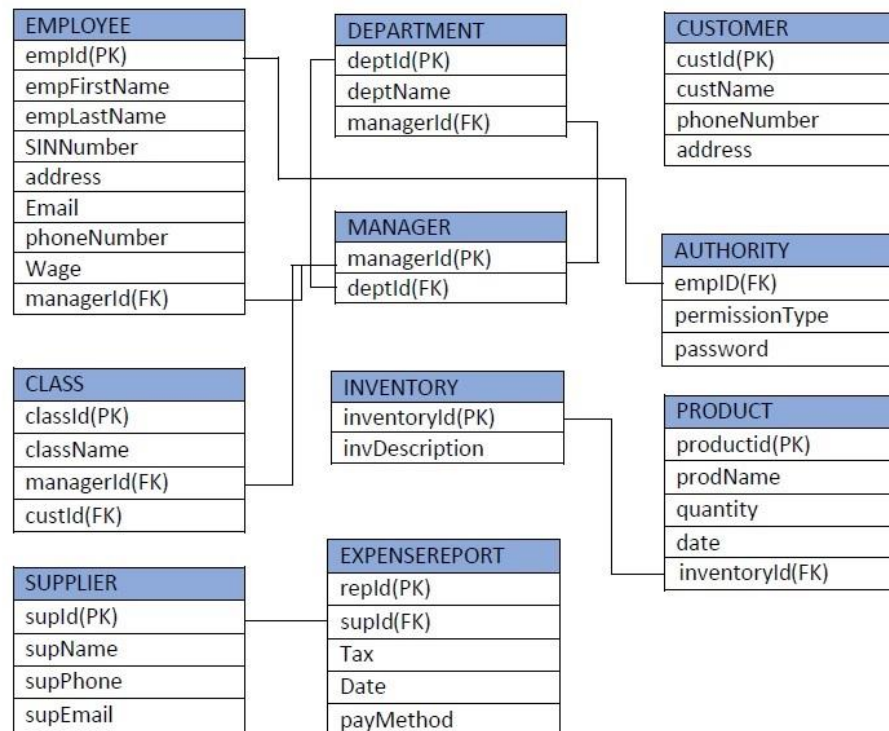 EMPLOYEE
empId(PK)
empFirstName
empLastName
SINNumber
address
Email
phoneNumber
Wage
managerId(FK)
DEPARTMENT
deptId(PK)
deptName
managerId(FK)
CUSTOMER
custId(PK)
custName
phoneNumber
address
MANAGER
managerId(PK)
deptId(FK)
AUTHORITY
empID(FK)
permissionType
password
CLASS
classId(PK)
className
managerId(FK)
custId(FK)
INVENTORY
inventoryId(PK)
invDescription
PRODUCT
productid(PK)
prodName
quantity
date
inventoryId(FK)
SUPPLIER
supId(PK)
supName
supPhone
supEmail
EXPENSEREPORT
repId(PK)
supId(FK)
Tax
Date
payMethod